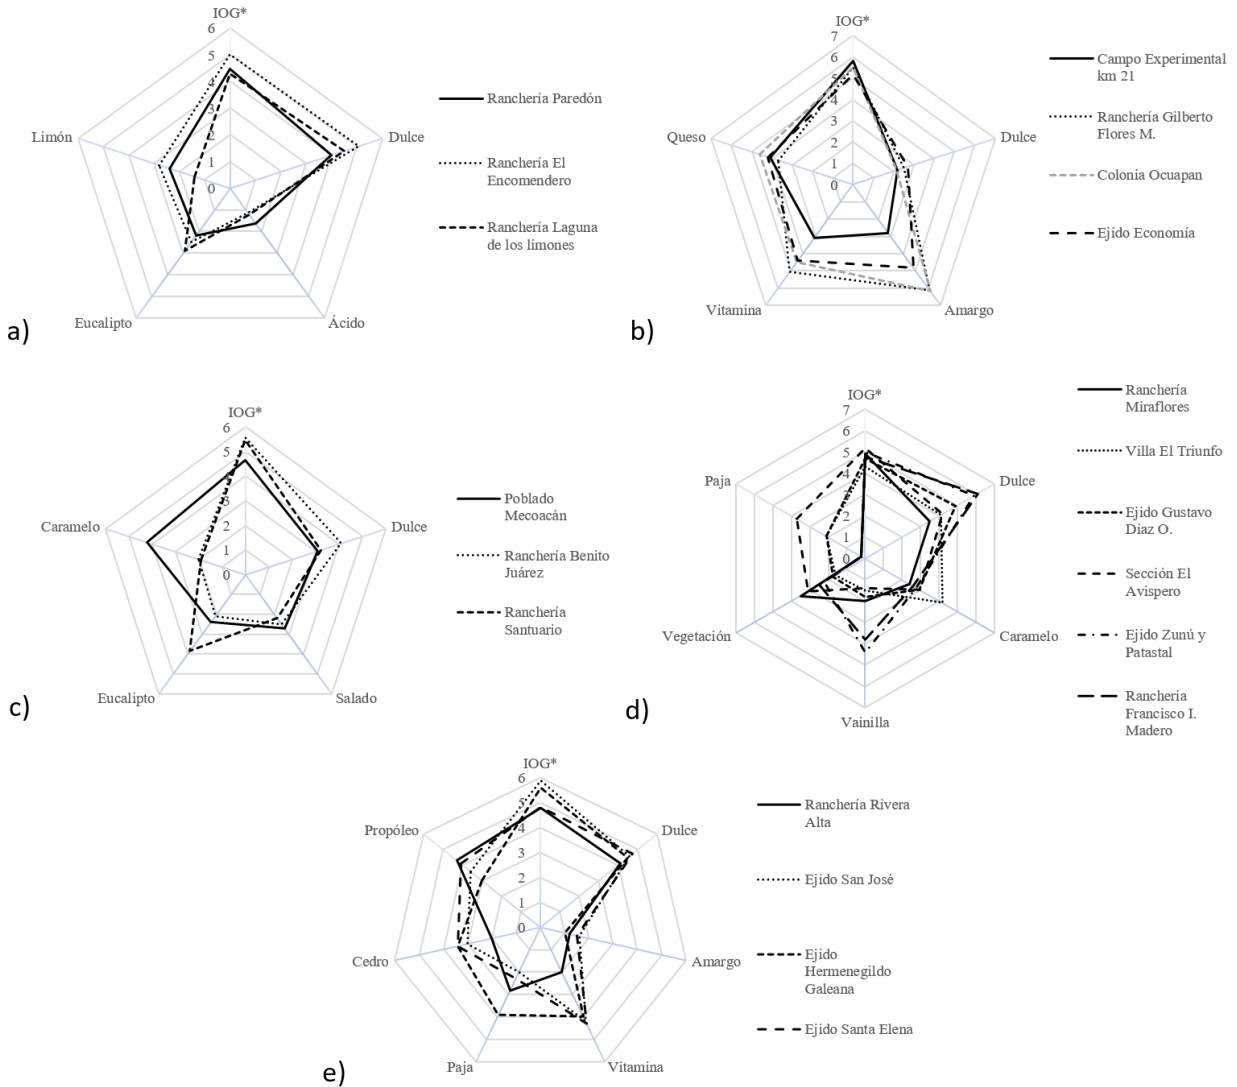 IOG*
6
5
4
3
2
1
0
Limón
Dulce
Eucalipto
Ácido
Ranchería Paredón
Ranchería El
Encomendero
Ranchería Laguna
de los limones
a)
IOG*
7
6
5
4
3
2
1
0
Queso
Dulce
Vitamina
Amargo
Campo Experimental
km 21
Ranchería Gilberto
Flores M.
Colonia Ocuapan
Ejido Economía
b)
IOG*
6
5
4
3
2
1
0
Caramelo
Dulce
Eucalipto
Salado
Poblado
Mecoacán
Ranchería Benito
Juárez
Ranchería
Santuario
c)
IOG*
7
6
5
4
3
2
1
0
Paja
Dulce
Vegetación
Caramelo
Vainilla
Ranchería
Miraflores
Villa El Triunfo
Ejido Gustavo
Diaz O.
Sección El
Avispero
Ejido Zunú y
Patastal
Rancheria
Francisco I.
Madero
d)
IOG*
6
5
4
3
2
1
0
Propóleo
Dulce
Cedro
Amargo
Paja
Vitamina
Ranchería Rivera
Alta
Ejido San José
Ejido
Hermenegildo
Galeana
Ejido Santa Elena
e)